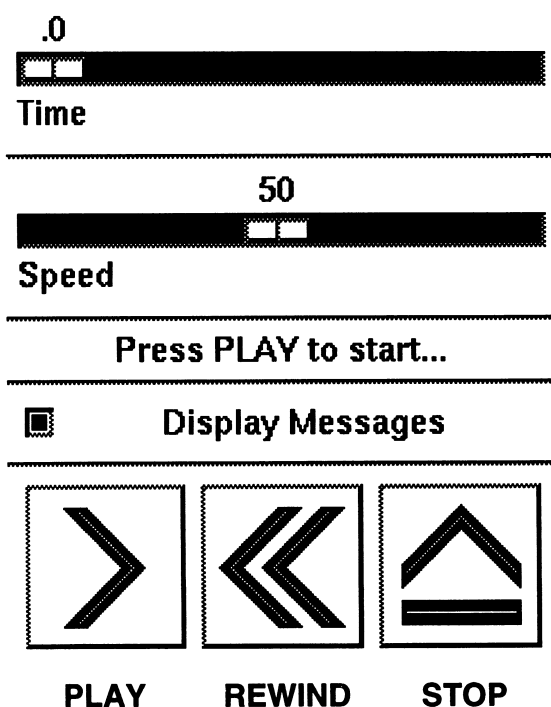 .0
Time
50
Speed
Press PLAY to start...
Display Messages
PLAY REWIND STOP